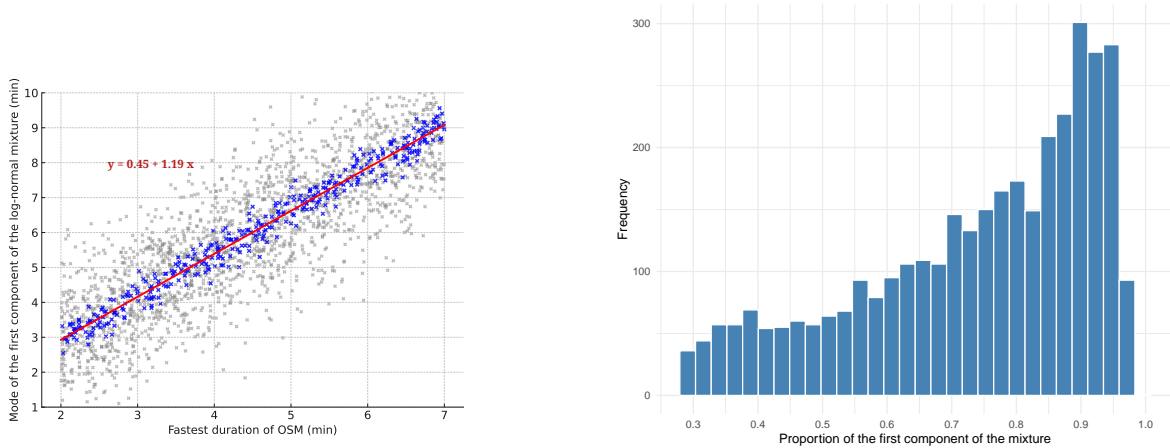 Mode of the first component of the log-normal mixture (min)
10
9
8
7
6
5
4
3
2
1
y = 0.45 + 1.19 x
2 3 4 5 6 7
Fastest duration of OSM (min)
Frequency
300
200
100
0
0.3 0.4 0.5 0.6 0.7 0.8 0.9 1.0
Proportion of the first component of the mixture